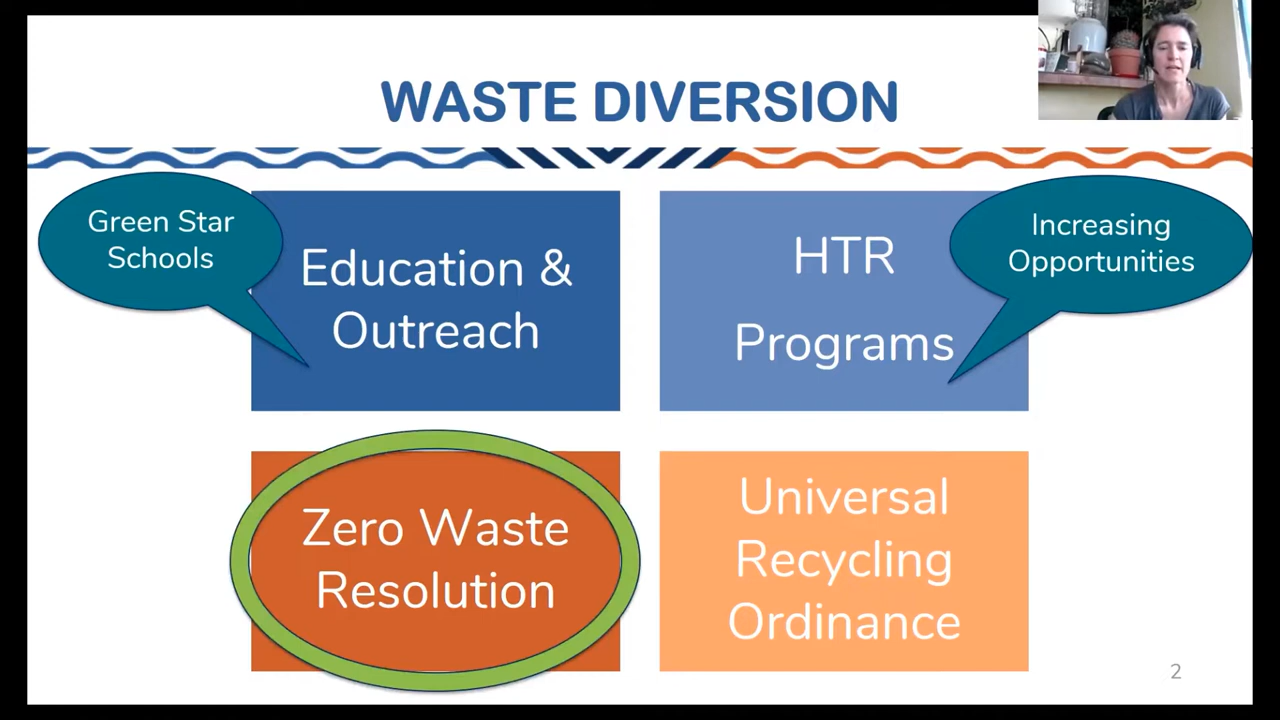 WASTE DIVERSION
Green Star
Schools
Education &
Outreach
HTR
Programs
Increasing
Opportunities
Zero Waste
Resolution
Universal
Recycling
Ordinance
2